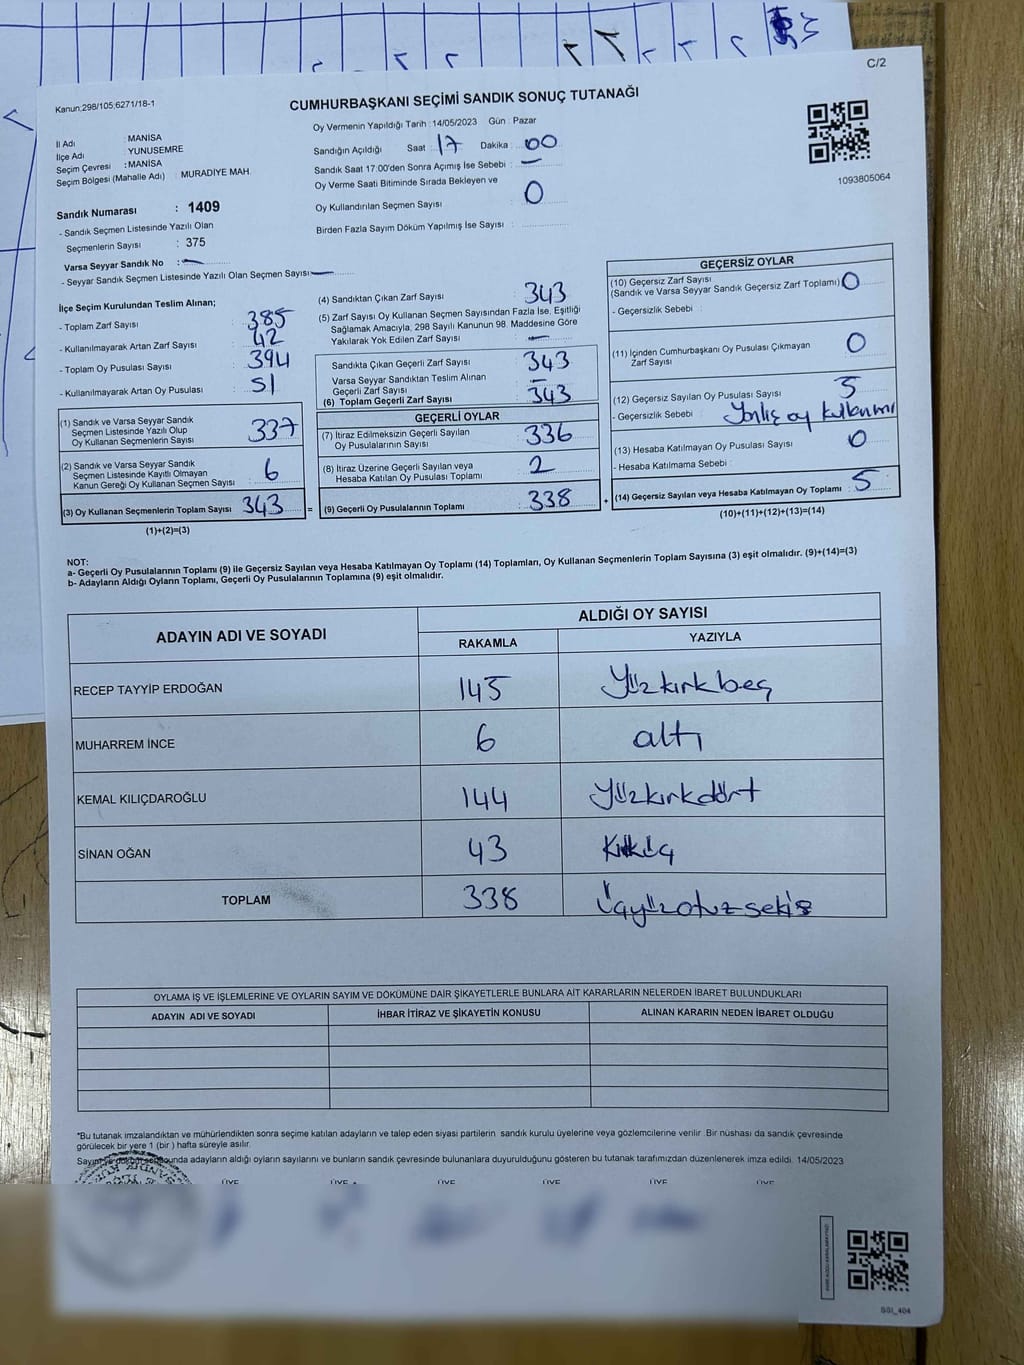 C/2
Kanun:298/105;6271/18-1
CUMHURBAŞKANI SEÇİMİ SANDIK SONUÇ TUTANAĞI
İl Adı : MANİSA
İlçe Adı : YUNUSEMRE
Seçim Çevresi : MANİSA
Seçim Bölgesi (Mahalle Adı) : MURADİYE MAH.
Sandık Numarası : 1409
- Sandık Seçmen Listesinde Yazılı Olan
Seçmenlerin Sayısı : 375
Varsa Seyyar Sandık No : —
- Seyyar Sandık Seçmen Listesinde Yazılı Olan Seçmen Sayısı: —
Oy Vermenin Yapıldığı Tarih : 14/05/2023 Gün : Pazar
Sandığın Açıldığı Saat : 17 Dakika : 00
Sandık Saat 17:00'den Sonra Açımış İse Sebebi : —
Oy Verme Saati Bitiminde Sırada Bekleyen ve
Oy Kullandırılan Seçmen Sayısı : 0
Birden Fazla Sayım Döküm Yapılmış İse Sayısı :
1093805064
İlçe Seçim Kurulundan Teslim Alınan;
- Toplam Zarf Sayısı : 385
- Kullanılmayarak Artan Zarf Sayısı : 42
- Toplam Oy Pusulası Sayısı : 394
- Kullanılmayarak Artan Oy Pusulası : 51
(1) Sandık ve Varsa Seyyar Sandık
Seçmen Listesinde Yazılı Olup
Oy Kullanan Seçmenlerin Sayısı : 337
(2) Sandık ve Varsa Seyyar Sandık
Seçmen Listesinde Kayıtlı Olmayan
Kanun Gereği Oy Kullanan Seçmen Sayısı : 6
(3) Oy Kullanan Seçmenlerin Toplam Sayısı : 343
(1)+(2)=(3)
(4) Sandıktan Çıkan Zarf Sayısı : 343
(5) Zarf Sayısı Oy Kullanan Seçmen Sayısından Fazla İse, Eşitliği
Sağlamak Amacıyla, 298 Sayılı Kanunun 98. Maddesine Göre
Yakılarak Yok Edilen Zarf Sayısı : —
Sandıkta Çıkan Geçerli Zarf Sayısı : 343
Varsa Seyyar Sandıktan Teslim Alınan
Geçerli Zarf Sayısı : —
(6) Toplam Geçerli Zarf Sayısı : 343
GEÇERLİ OYLAR
(7) İtiraz Edilmeksizin Geçerli Sayılan
Oy Pusulalarının Sayısı : 336
(8) İtiraz Üzerine Geçerli Sayılan veya
Hesaba Katılan Oy Pusulası Toplamı : 2
= (9) Geçerli Oy Pusulalarının Toplamı : 338
GEÇERSİZ OYLAR
(10) Geçersiz Zarf Sayısı
(Sandık ve Varsa Seyyar Sandık Geçersiz Zarf Toplamı) : 0
- Geçersizlik Sebebi :
(11) İçinden Cumhurbaşkanı Oy Pusulası Çıkmayan
Zarf Sayısı : 0
(12) Geçersiz Sayılan Oy Pusulası Sayısı : 5
- Geçersizlik Sebebi : Yanlış oy kullanımı
(13) Hesaba Katılmayan Oy Pusulası Sayısı : 0
- Hesaba Katılmama Sebebi :
+ (14) Geçersiz Sayılan veya Hesaba Katılmayan Oy Toplamı : 5
(10)+(11)+(12)+(13)=(14)
NOT:
a- Geçerli Oy Pusulalarının Toplamı (9) ile Geçersiz Sayılan veya Hesaba Katılmayan Oy Toplamı (14) Toplamları, Oy Kullanan Seçmenlerin Toplam Sayısına (3) eşit olmalıdır. (9)+(14)=(3)
b- Adayların Aldığı Oyların Toplamı, Geçerli Oy Pusulalarının Toplamına (9) eşit olmalıdır.
ADAYIN ADI VE SOYADI ALDIĞI OY SAYISI
RAKAMLA YAZIYLA
RECEP TAYYİP ERDOĞAN 145 Yüzkırkbeş
MUHARREM İNCE 6 altı
KEMAL KILIÇDAROĞLU 144 Yüzkırkdört
SİNAN OĞAN 43
TOPLAM 338 Üçyüzotuzsekiz
OYLAMA İŞ VE İŞLEMLERİNE VE OYLARIN SAYIM VE DÖKÜMÜNE DAİR ŞİKAYETLERLE BUNLARA AİT KARARLARIN NELERDEN İBARET BULUNDUKLARI
ADAYIN ADI VE SOYADI İHBAR İTİRAZ VE ŞİKAYETİN KONUSU ALINAN KARARIN NEDEN İBARET OLDUĞU
*Bu tutanak imzalandıktan ve mühürlendikten sonra seçime katılan adayların ve talep eden siyasi partilerin sandık kurulu üyelerine veya gözlemcilerine verilir. Bir nüshası da sandık çevresinde
görülecek bir yere 1 (bir) hafta süreyle asılır.
Sayım ve döküm sonunda adayların aldığı oyların sayılarını ve bunların sandık çevresinde bulunanlara duyurulduğunu gösteren bu tutanak tarafımızdan düzenlenerek imza edildi. 14/05/2023
ÜYE ÜYE ÜYE ÜYE ÜYE ÜYE
SSI_404